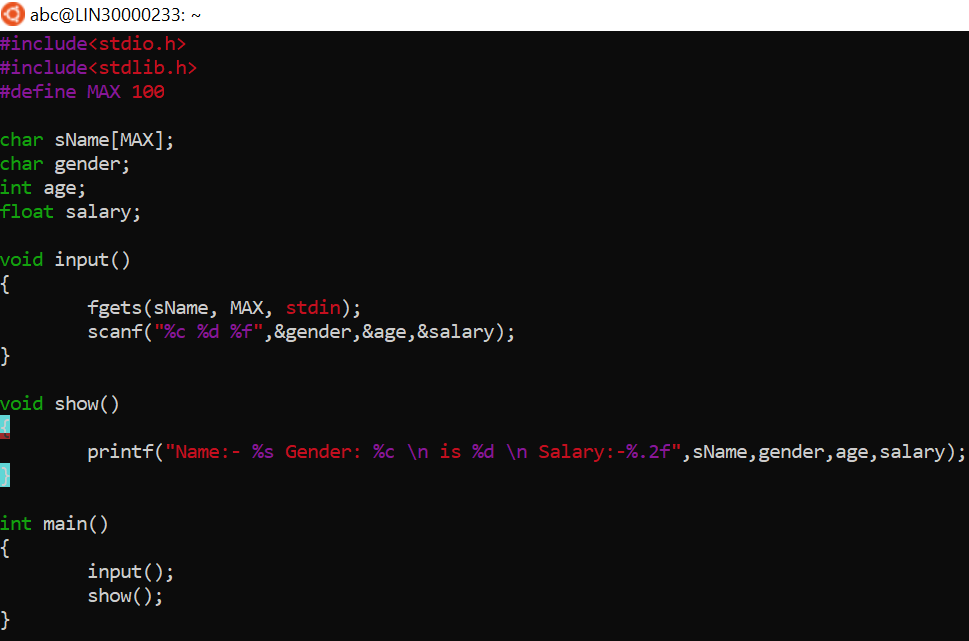 abc@LIN30000233: ~
#include<stdio.h>
#include<stdlib.h>
#define MAX 100
char sName[MAX];
char gender;
int age;
float salary;
void input()
{
fgets(sName, MAX, stdin);
scanf("%c %d %f",&gender,&age,&salary);
}
void show()
{
printf("Name:- %s Gender: %c \n is %d \n Salary:-%.2f",sName,gender,age,salary);
}
int main()
{
input();
show();
}